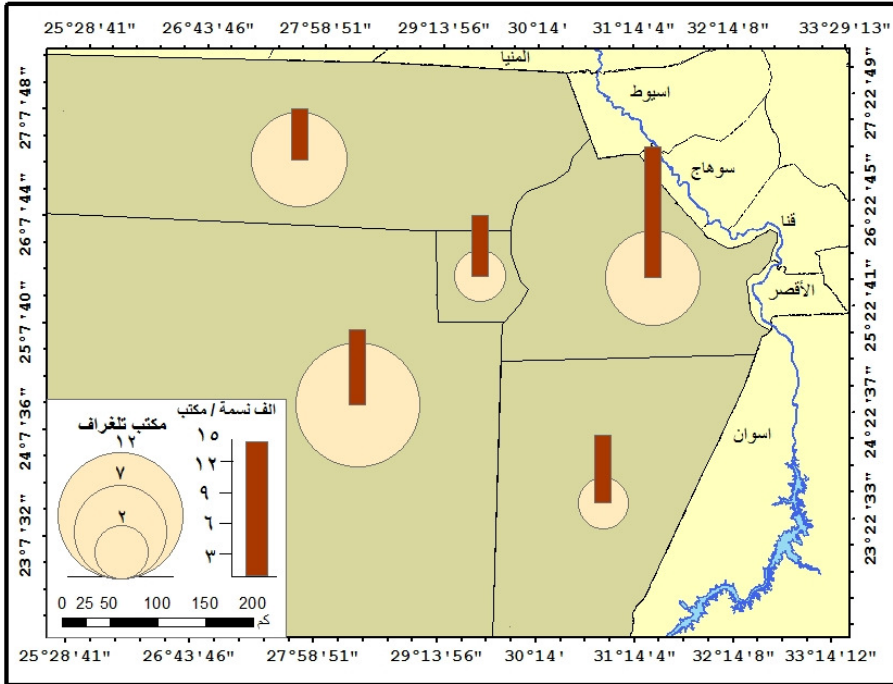 25°28'41" 26°43'46" 27°58'51" 29°13'56" 30°14' 31°14'4" 32°14'8" 33°29'13"
27°7'48"
26°7'44"
25°7'40"
24°7'36"
23°7'32"
27°22'49"
26°22'45"
25°22'41"
24°22'37"
23°22'33"
المنيا
اسيوط
سوهاج
قنا
الأقصر
اسوان
مكتب تلغراف
١٢
٧
٢
الف نسمة / مكتب
١٥
١٢
٩
٦
٣
0 25 50 100 150 200
كم
25°28'41" 26°43'46" 27°58'51" 29°13'56" 30°14' 31°14'4" 32°14'8" 33°14'12"